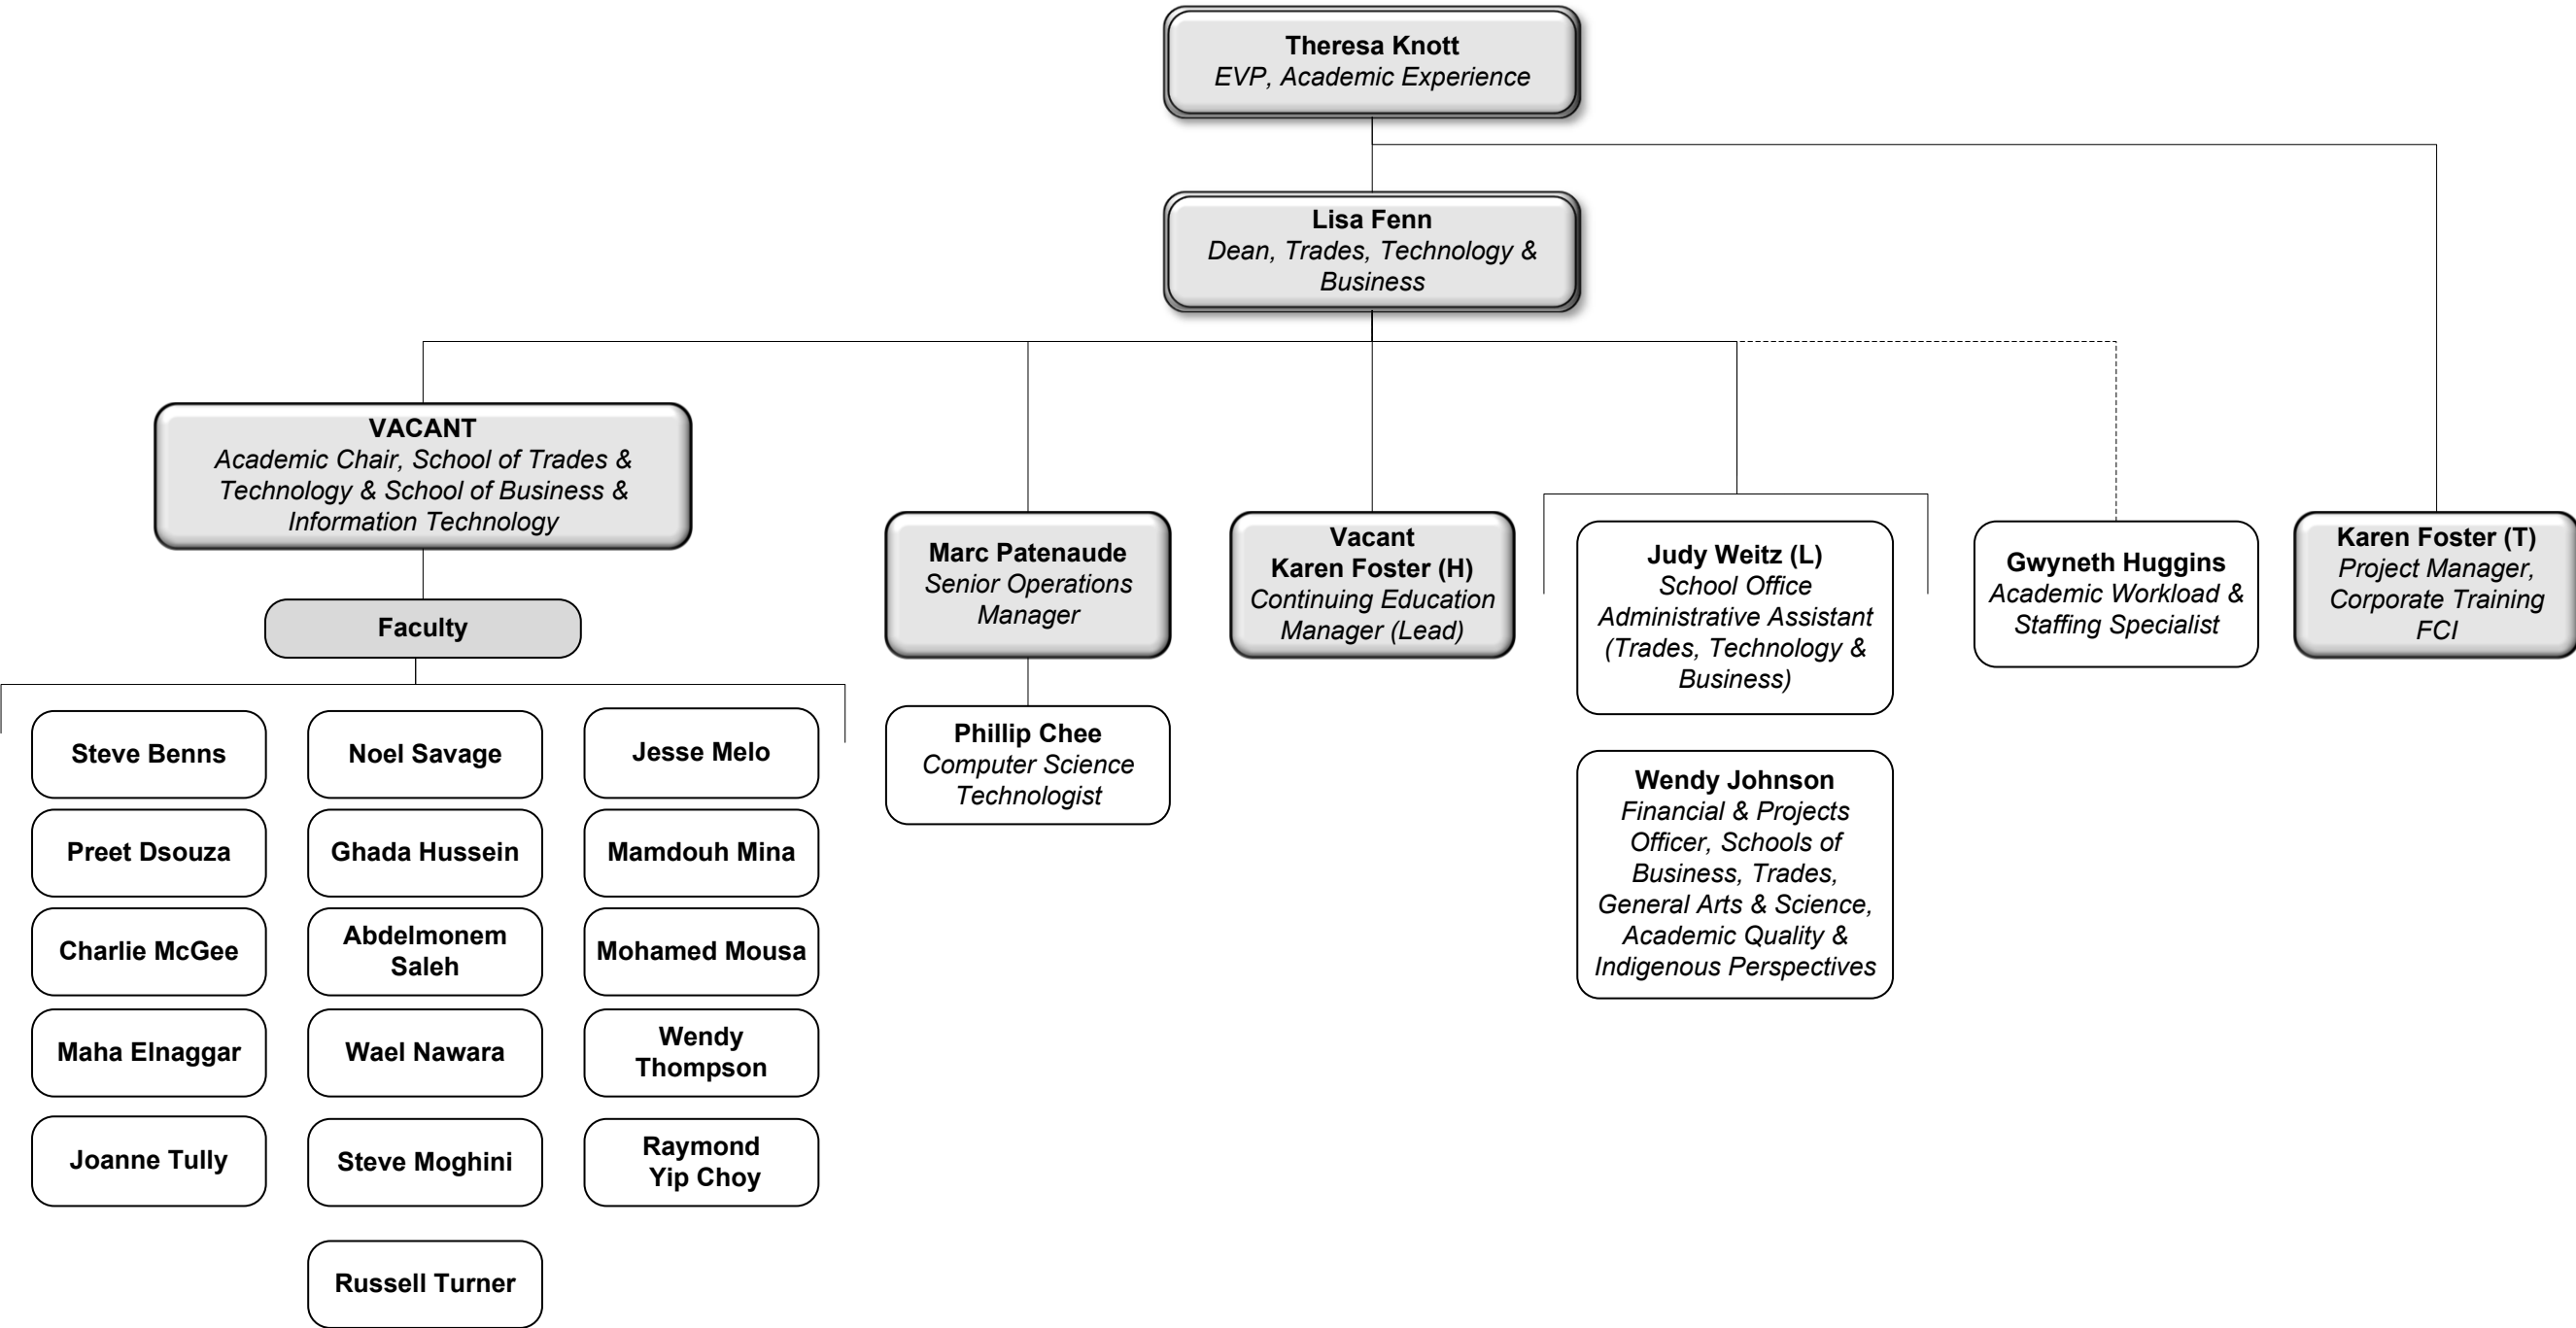 Theresa Knott
EVP, Academic Experience
Lisa Fenn
Dean, Trades, Technology &
Business
VACANT
Academic Chair, School of Trades &
Technology & School of Business &
Information Technology
Faculty
Steve Benns
Noel Savage
Jesse Melo
Preet Dsouza
Ghada Hussein
Mamdouh Mina
Charlie McGee
Abdelmonem
Saleh
Mohamed Mousa
Maha Elnaggar
Wael Nawara
Wendy
Thompson
Joanne Tully
Steve Moghini
Raymond
Yip Choy
Russell Turner
Marc Patenaude
Senior Operations
Manager
Phillip Chee
Computer Science
Technologist
Vacant
Karen Foster (H)
Continuing Education
Manager (Lead)
Judy Weitz (L)
School Office
Administrative Assistant
(Trades, Technology &
Business)
Wendy Johnson
Financial & Projects
Officer, Schools of
Business, Trades,
General Arts & Science,
Academic Quality &
Indigenous Perspectives
Gwyneth Huggins
Academic Workload &
Staffing Specialist
Karen Foster (T)
Project Manager,
Corporate Training
FCI